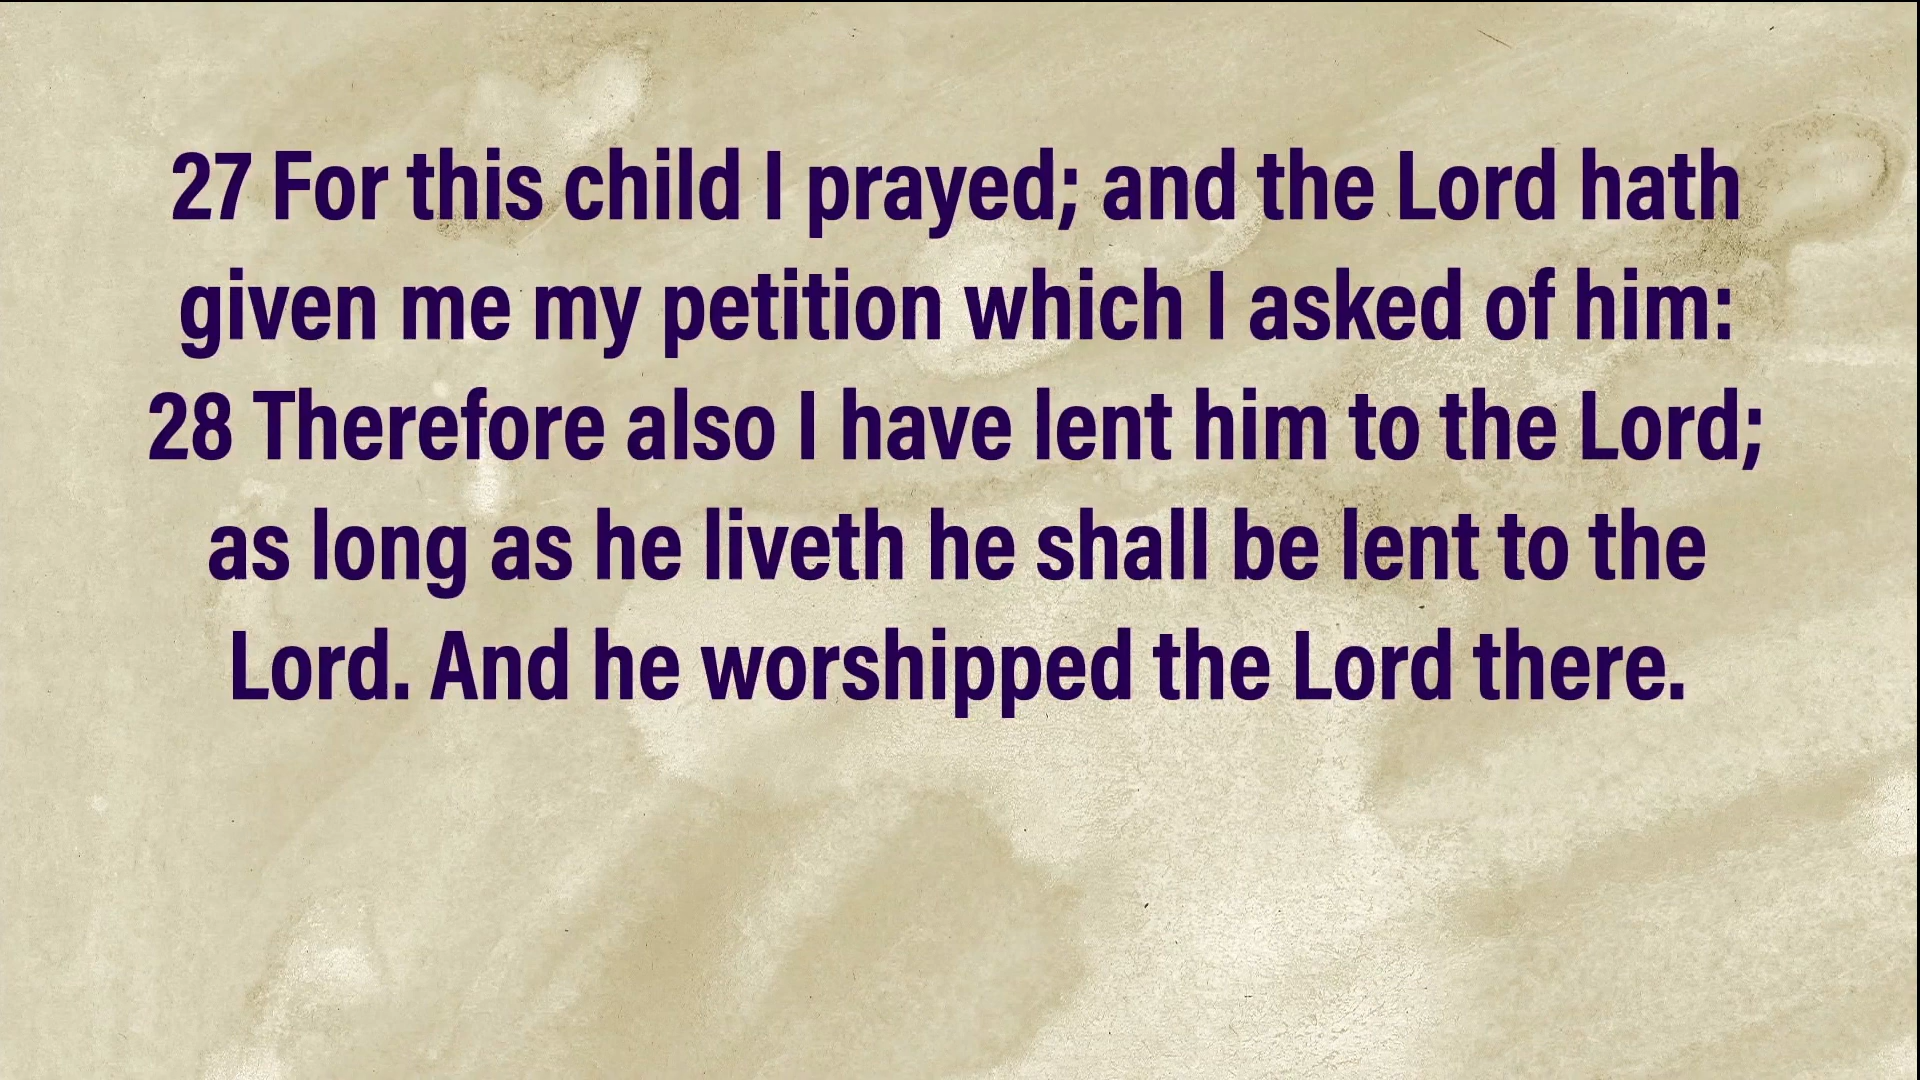 27 For this child I prayed; and the Lord hath
given me my petition which I asked of him:
28 Therefore also I have lent him to the Lord;
as long as he liveth he shall be lent to the
Lord. And he worshipped the Lord there.